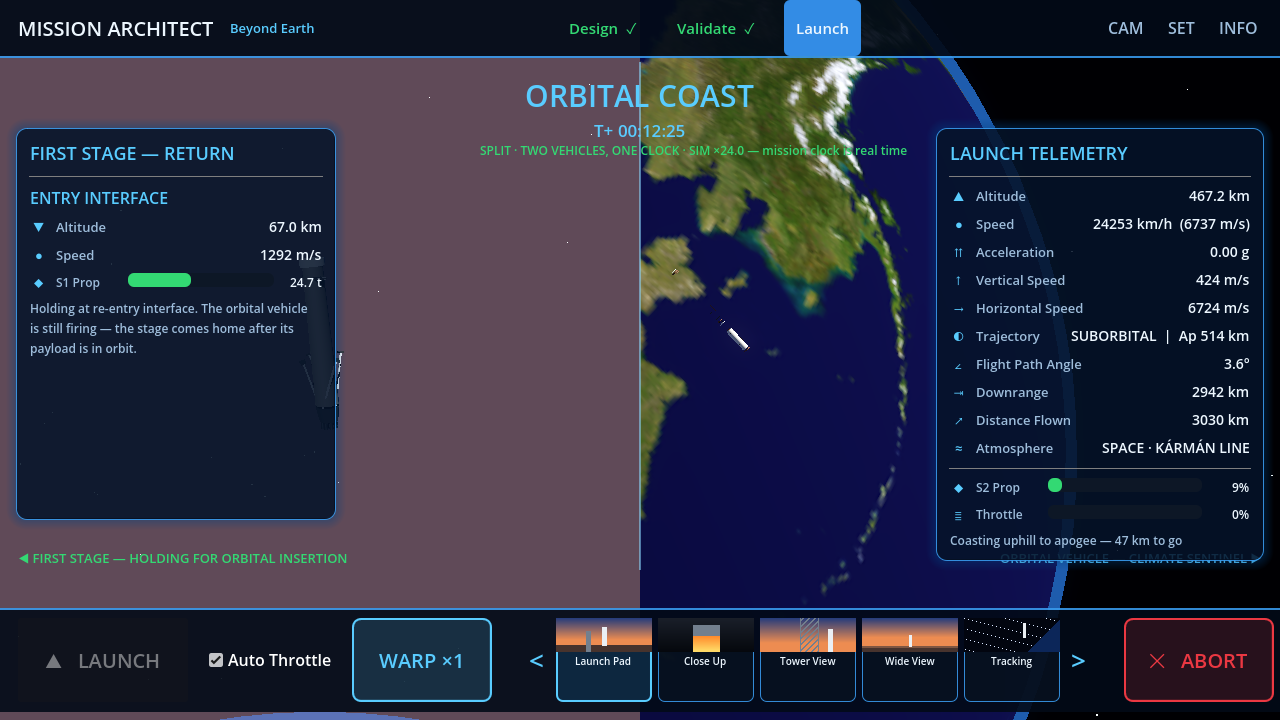 MISSION ARCHITECT Beyond Earth Design ✓ Validate ✓ Launch CAM SET INFO
ORBITAL COAST
T+ 00:12:25
SPLIT · TWO VEHICLES, ONE CLOCK · SIM ×24.0 — mission clock is real time
FIRST STAGE — RETURN
ENTRY INTERFACE
▼ Altitude 67.0 km
● Speed 1292 m/s
◆ S1 Prop 24.7 t
Holding at re-entry interface. The orbital vehicle
is still firing — the stage comes home after its
payload is in orbit.
◀ FIRST STAGE — HOLDING FOR ORBITAL INSERTION
LAUNCH TELEMETRY
▲ Altitude 467.2 km
● Speed 24253 km/h (6737 m/s)
⇈ Acceleration 0.00 g
↑ Vertical Speed 424 m/s
→ Horizontal Speed 6724 m/s
◐ Trajectory SUBORBITAL | Ap 514 km
∠ Flight Path Angle 3.6°
⇥ Downrange 2942 km
↗ Distance Flown 3030 km
≈ Atmosphere SPACE · KÁRMÁN LINE
◆ S2 Prop 9%
≣ Throttle 0%
Coasting uphill to apogee — 47 km to go
ORBITAL VEHICLE — CLIMATE SENTINEL ▶
▲ LAUNCH
Auto Throttle
WARP ×1
< Launch Pad Close Up Tower View Wide View Tracking >
✕ ABORT